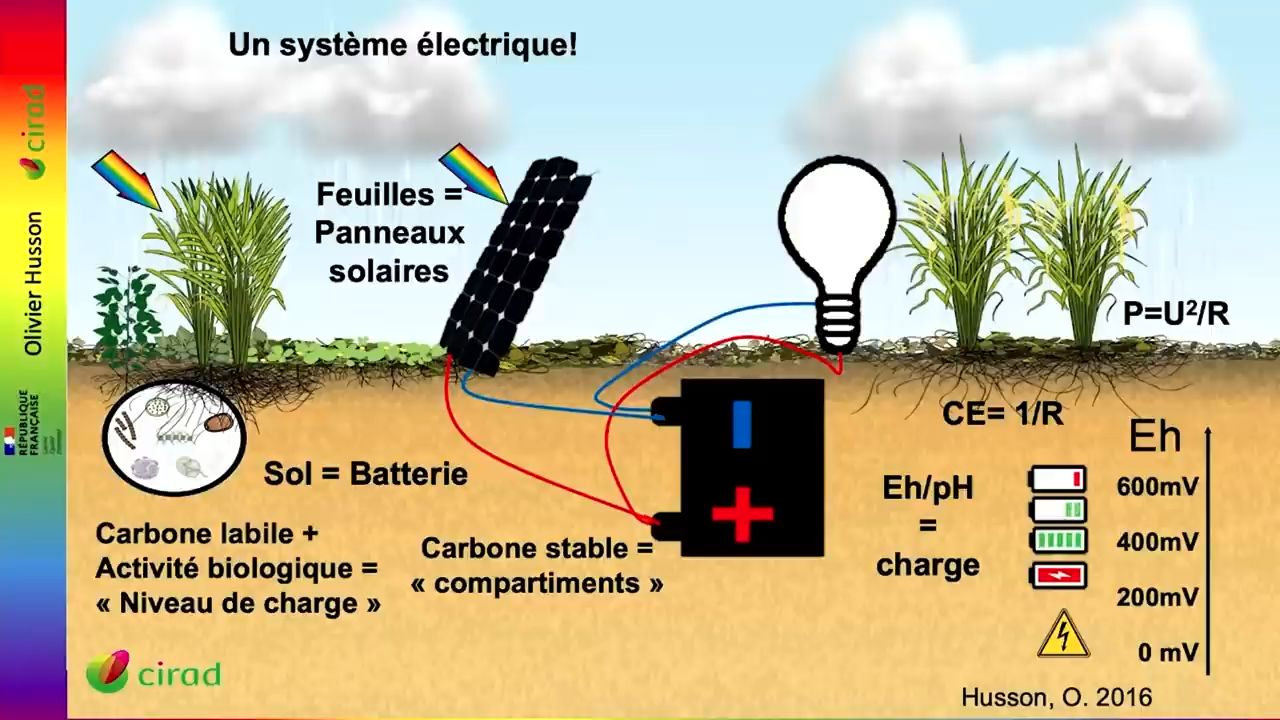 Un système électrique!
cirad
Olivier Husson
RÉPUBLIQUE
FRANÇAISE
Feuilles =
Panneaux
solaires
P=U²/R
CE= 1/R
Eh
Sol = Batterie
Eh/pH
=
charge
600mV
400mV
200mV
0 mV
Carbone labile +
Activité biologique =
« Niveau de charge »
Carbone stable =
« compartiments »
cirad
Husson, O. 2016